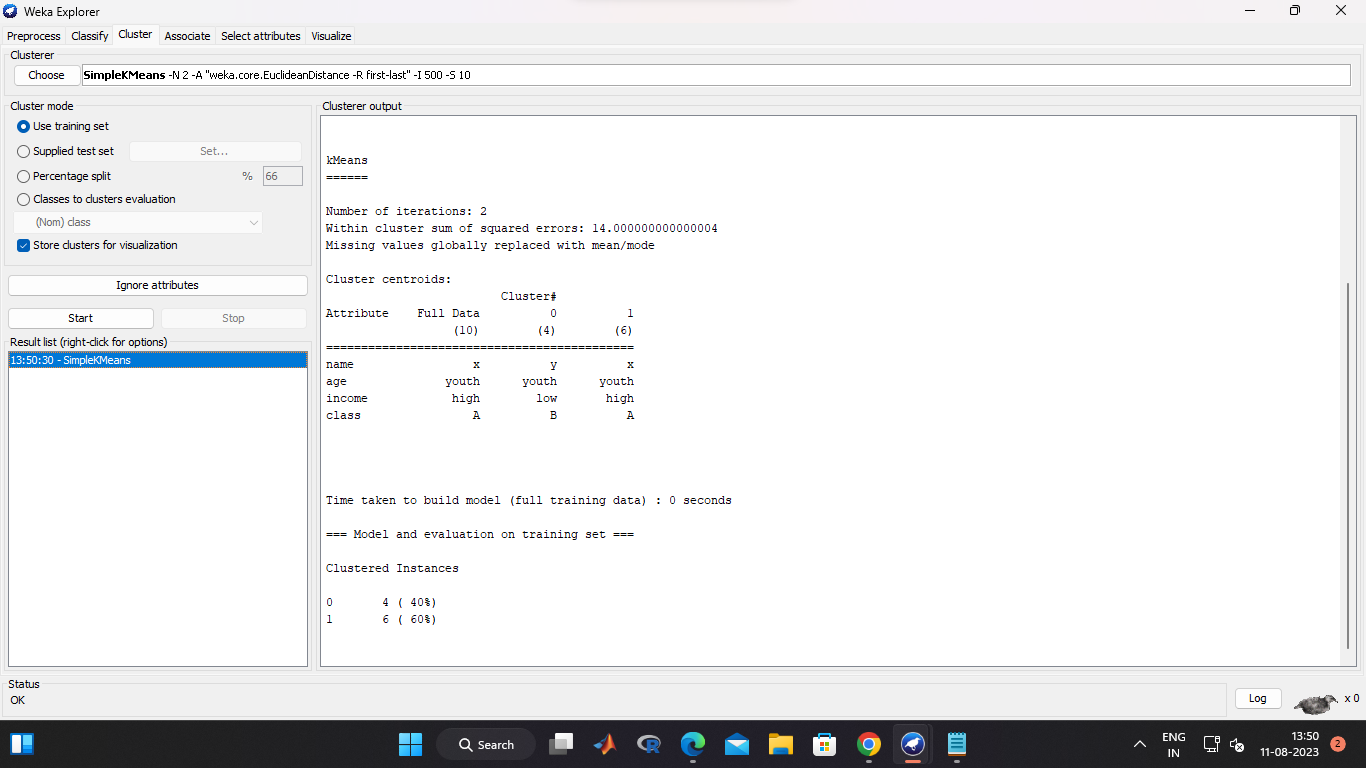 Weka Explorer
Preprocess Classify Cluster Associate Select attributes Visualize
Clusterer
Choose SimpleKMeans -N 2 -A "weka.core.EuclideanDistance -R first-last" -I 500 -S 10
Cluster mode
Use training set
Supplied test set Set...
Percentage split % 66
Classes to clusters evaluation
(Nom) class
Store clusters for visualization
Ignore attributes
Start Stop
Result list (right-click for options)
13:50:30 - SimpleKMeans
Clusterer output
kMeans
======
Number of iterations: 2
Within cluster sum of squared errors: 14.000000000000004
Missing values globally replaced with mean/mode
Cluster centroids:
Cluster#
Attribute Full Data 0 1
(10) (4) (6)
============================================
name x y x
age youth youth youth
income high low high
class A B A
Time taken to build model (full training data) : 0 seconds
=== Model and evaluation on training set ===
Clustered Instances
0 4 ( 40%)
1 6 ( 60%)
Status
OK
Log x 0
Search
ENG
IN
13:50
11-08-2023
2